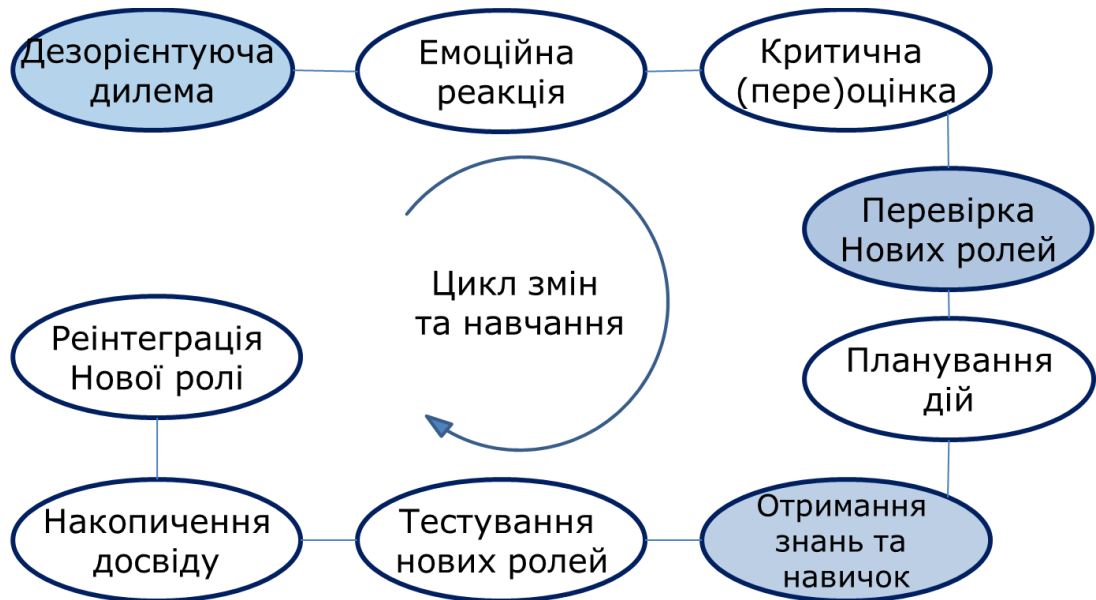 Дезорієнтуюча
дилема
Емоційна
реакція
Критична
(пере)оцінка
Перевірка
Нових ролей
Цикл змін
та навчання
Реінтеграція
Нової ролі
Планування
дій
Накопичення
досвіду
Тестування
нових ролей
Отримання
знань та
навичок